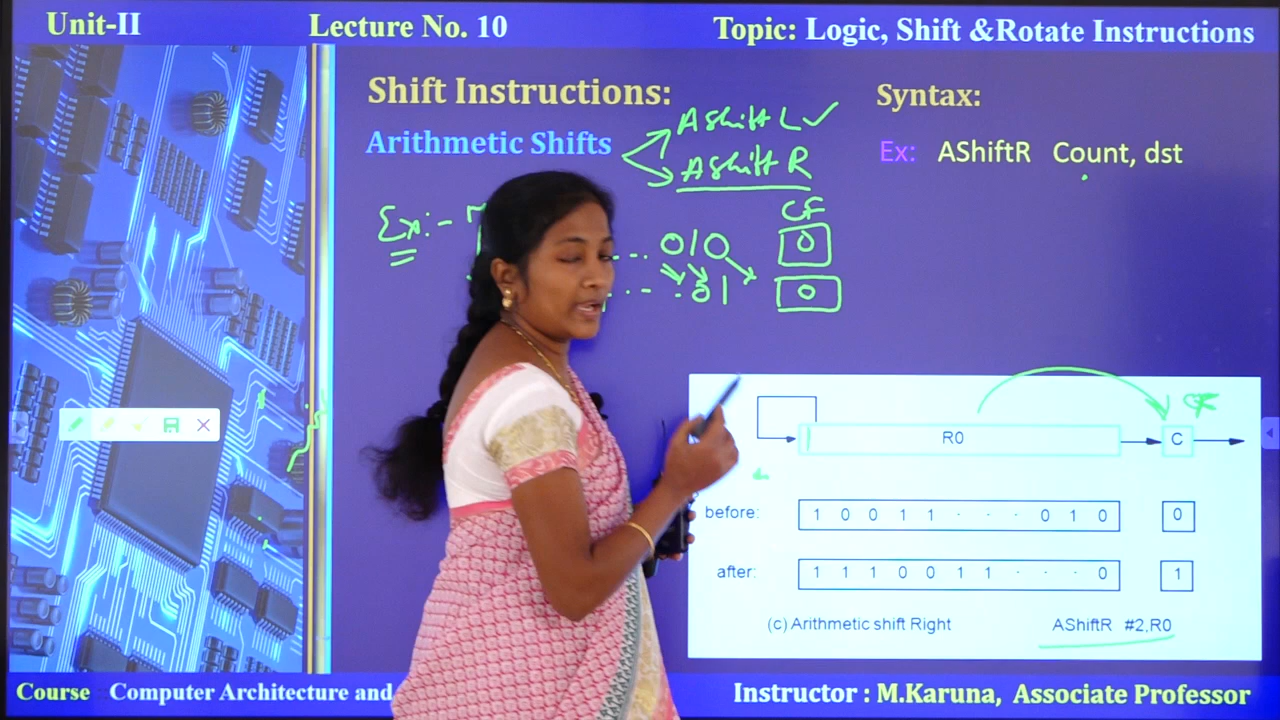 Unit-II Lecture No. 10 Topic: Logic, Shift &Rotate Instructions
Shift Instructions:
Syntax:
AShift L ✓
Arithmetic Shifts
AShift R
Ex: AShiftR Count, dst
Ex:-
CF
... 010 0
01 0
CF
R0 C
before: 1 0 0 1 1 · · · 0 1 0 0
after: 1 1 1 0 0 1 1 · · · 0 1
(c) Arithmetic shift Right AShiftR #2,R0
Course Computer Architecture and Instructor : M.Karuna, Associate Professor